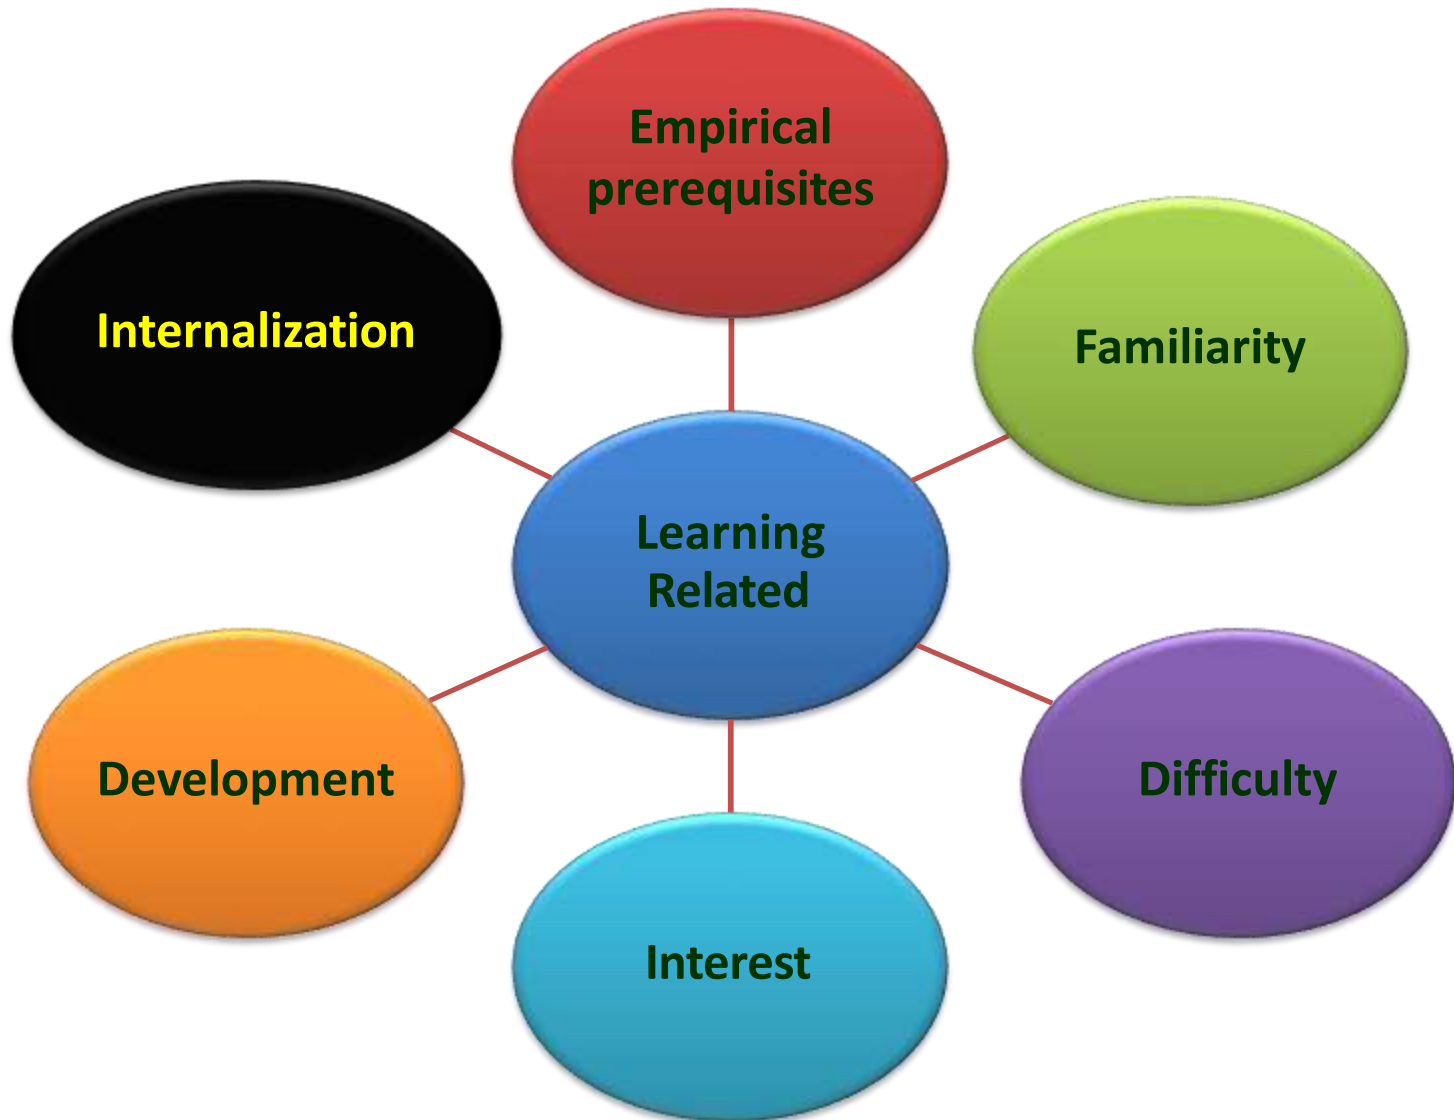 Empirical
prerequisites
Internalization
Familiarity
Learning
Related
Development
Difficulty
Interest